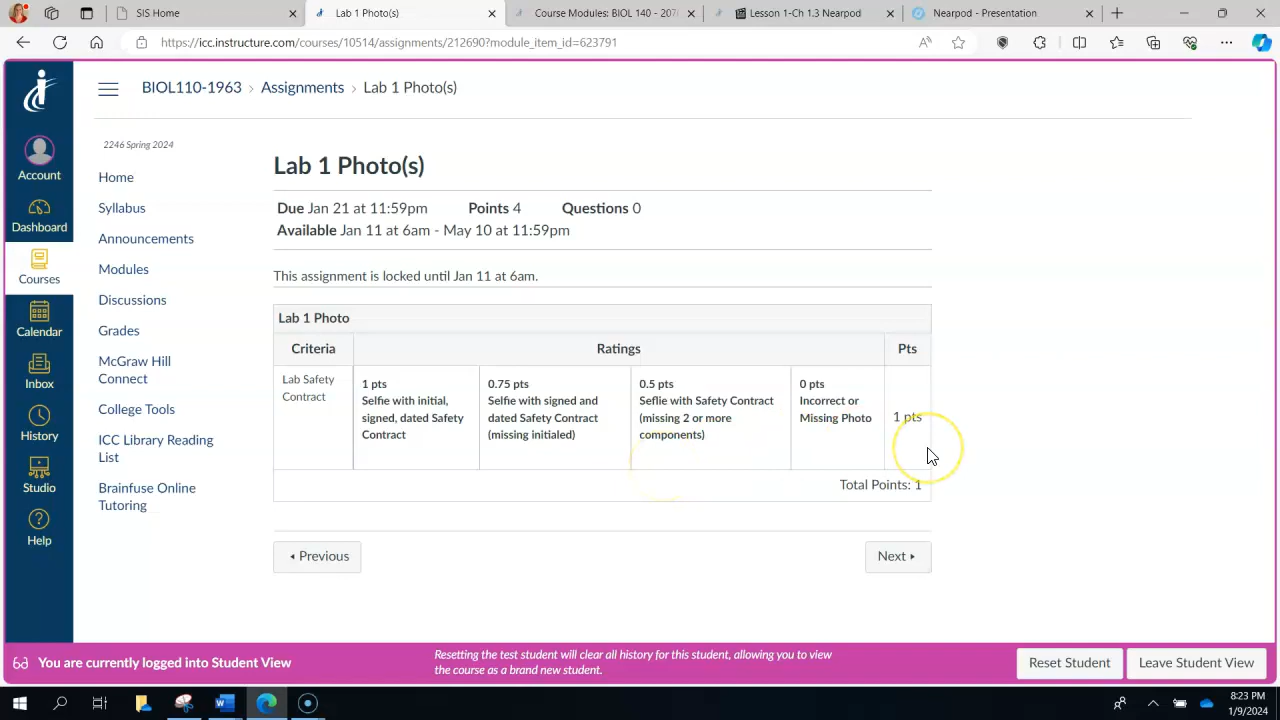 SIS Home
Lab 1 Photo(s)
Course Modules: BIOL 140 - 207
Lesson 1-Ch 1.3 Nearpod
Nearpod - Presentation
https://icc.instructure.com/courses/10514/assignments/212690?module_item_id=623791
BIOL110-1963 › Assignments › Lab 1 Photo(s)
Account
Dashboard
Courses
Calendar
Inbox
History
Studio
Help
2246 Spring 2024
Home
Syllabus
Announcements
Modules
Discussions
Grades
McGraw Hill
Connect
College Tools
ICC Library Reading
List
Brainfuse Online
Tutoring
Lab 1 Photo(s)
Due Jan 21 at 11:59pm Points 4 Questions 0
Available Jan 11 at 6am - May 10 at 11:59pm
This assignment is locked until Jan 11 at 6am.
Lab 1 Photo
Criteria Ratings Pts
Lab Safety
Contract
1 pts
Selfie with initial,
signed, dated Safety
Contract
0.75 pts
Selfie with signed and
dated Safety Contract
(missing initialed)
0.5 pts
Seflie with Safety Contract
(missing 2 or more
components)
0 pts
Incorrect or
Missing Photo
1 pts
Total Points: 1
Previous
Next
You are currently logged into Student View
Resetting the test student will clear all history for this student, allowing you to view
the course as a brand new student.
Reset Student
Leave Student View
8:23 PM
1/9/2024